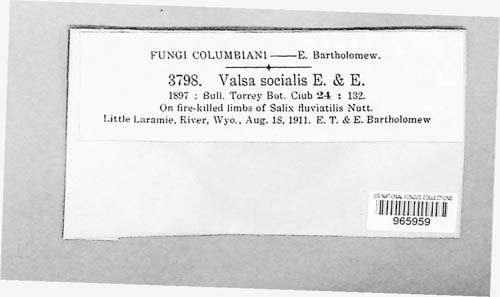 FUNGI COLUMBIANI — E. Bartholomew.
3798. Valsa socialis E. & E.
1897 : Bull. Torrey Bot. Club 24 : 132.
On fire-killed limbs of Salix fluviatilis Nutt.
Little Laramie, River, Wyo., Aug. 18, 1911. E. T. & E. Bartholomew
US NATIONAL FUNGUS COLLECTIONS
965959